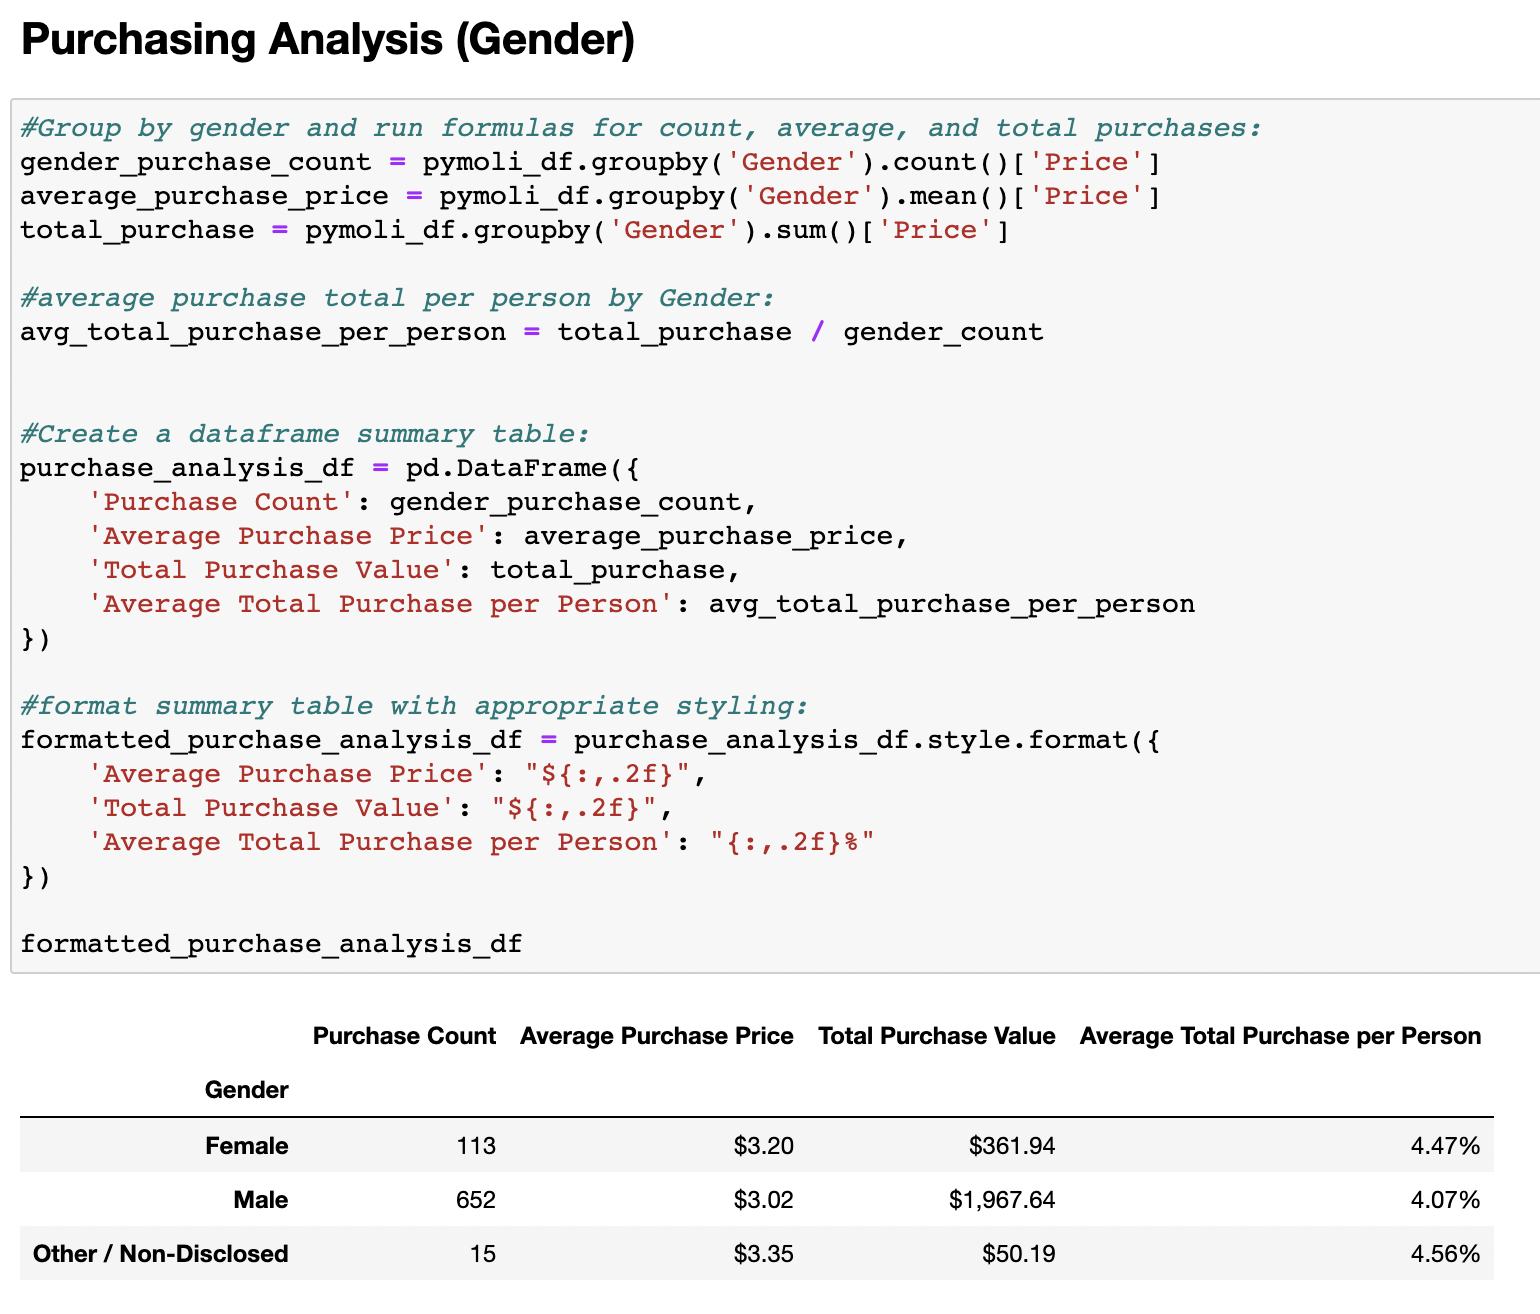 Purchasing Analysis (Gender)
#Group by gender and run formulas for count, average, and total purchases:
gender_purchase_count = pymoli_df.groupby('Gender').count()['Price']
average_purchase_price = pymoli_df.groupby('Gender').mean()['Price']
total_purchase = pymoli_df.groupby('Gender').sum()['Price']
#average purchase total per person by Gender:
avg_total_purchase_per_person = total_purchase / gender_count
#Create a dataframe summary table:
purchase_analysis_df = pd.DataFrame({
    'Purchase Count': gender_purchase_count,
    'Average Purchase Price': average_purchase_price,
    'Total Purchase Value': total_purchase,
    'Average Total Purchase per Person': avg_total_purchase_per_person
})
#format summary table with appropriate styling:
formatted_purchase_analysis_df = purchase_analysis_df.style.format({
    'Average Purchase Price': "${:,.2f}",
    'Total Purchase Value': "${:,.2f}",
    'Average Total Purchase per Person': "{:,.2f}%"
})
formatted_purchase_analysis_df
Purchase Count Average Purchase Price Total Purchase Value Average Total Purchase per Person
Gender
Female 113 $3.20 $361.94 4.47%
Male 652 $3.02 $1,967.64 4.07%
Other / Non-Disclosed 15 $3.35 $50.19 4.56%